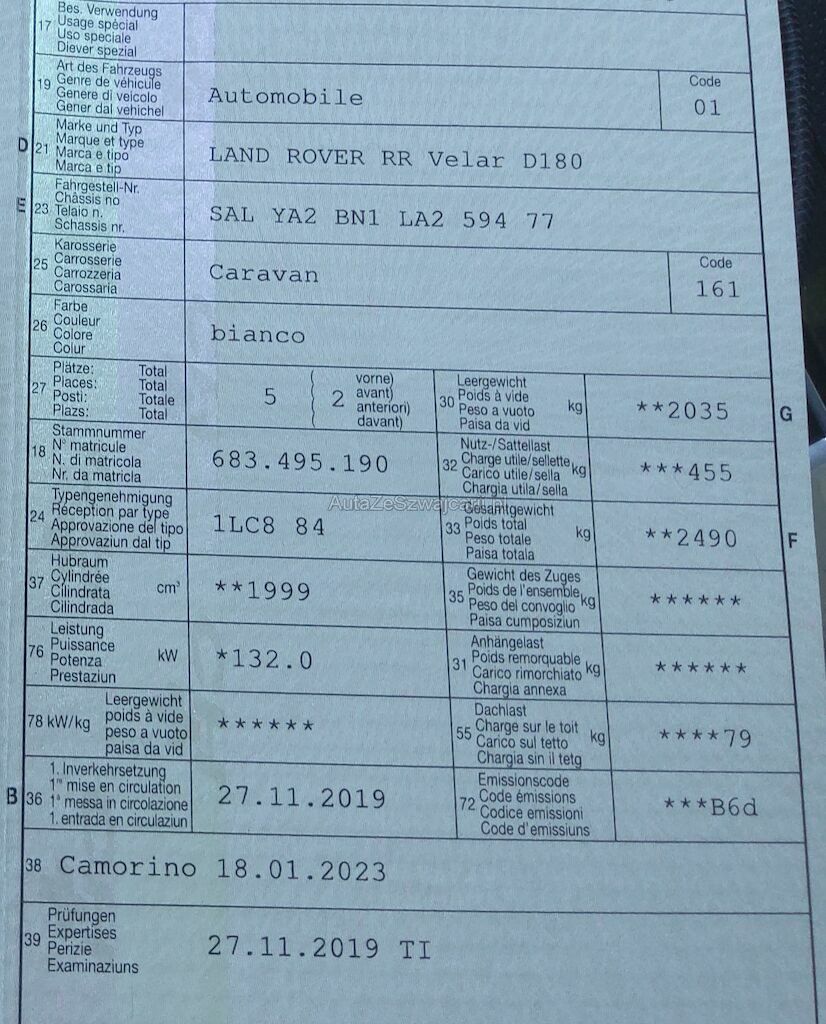 Bes. Verwendung
17 Usage spécial
Uso speciale
Diever spezial
Art des Fahrzeugs
19 Genre de véhicule
Genere di veicolo
Gener dal vehichel
Automobile
Code
01
Marke und Typ
D 21 Marque et type
Marca e tipo
Marca e tip
LAND ROVER RR Velar D180
Fahrgestell-Nr.
E 23 Châssis no
Telaio n.
Schassis nr.
SAL YA2 BN1 LA2 594 77
Karosserie
25 Carrosserie
Carrozzeria
Carossaria
Caravan
Code
161
Farbe
26 Couleur
Colore
Colur
bianco
Plätze: Total
27 Places: Total
Posti: Totale
Plazs: Total
5 ( 2 vorne)
avant)
anteriori)
davant)
Leergewicht
30 Poids à vide kg
Peso a vuoto
Paisa da vid
**2035 G
Stammnummer
18 N° matricule
N. di matricola
Nr. da matricla
683.495.190
Nutz-/Sattellast
32 Charge utile/sellette kg
Carico utile/sella
Chargia utila/sella
***455
Typengenehmigung
24 Réception par type
Approvazione del tipo
Approvaziun dal tip
1LC8 84
Gesamtgewicht
33 Poids total kg
Peso totale
Paisa totala
**2490 F
Hubraum
37 Cylindrée cm³
Cilindrata
Cilindrada
**1999
Gewicht des Zuges
35 Poids de l'ensemble kg
Peso del convoglio
Paisa cumposiziun
******
Leistung
76 Puissance kW
Potenza
Prestaziun
*132.0
Anhängelast
31 Poids remorquable kg
Carico rimorchiato
Chargia annexa
******
78 kW/kg Leergewicht
poids à vide
peso a vuoto
paisa da vid
******
Dachlast
55 Charge sur le toit kg
Carico sul tetto
Chargia sin il tetg
****79
1. Inverkehrsetzung
B 36 1re mise en circulation
1ª messa in circolazione
1. entrada en circulaziun
27.11.2019
Emissionscode
72 Code émissions
Codice emissioni
Code d'emissiuns
***B6d
38 Camorino 18.01.2023
Prüfungen
39 Expertises
Perizie
Examinaziuns
27.11.2019 TI